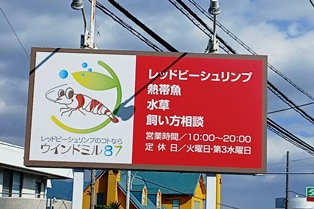 レッドビーシュリンプのコトなら
ウインドミル87
レッドビーシュリンプ
熱帯魚
水草
飼い方相談
営業時間／10:00〜20:00
定休日／火曜日・第3水曜日